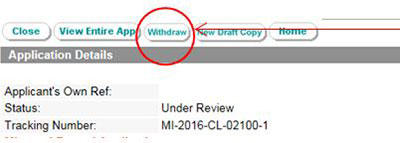 Close View Entire App Withdraw New Draft Copy Home
Application Details
Applicant's Own Ref:
Status: Under Review
Tracking Number: MI-2016-CL-02100-1